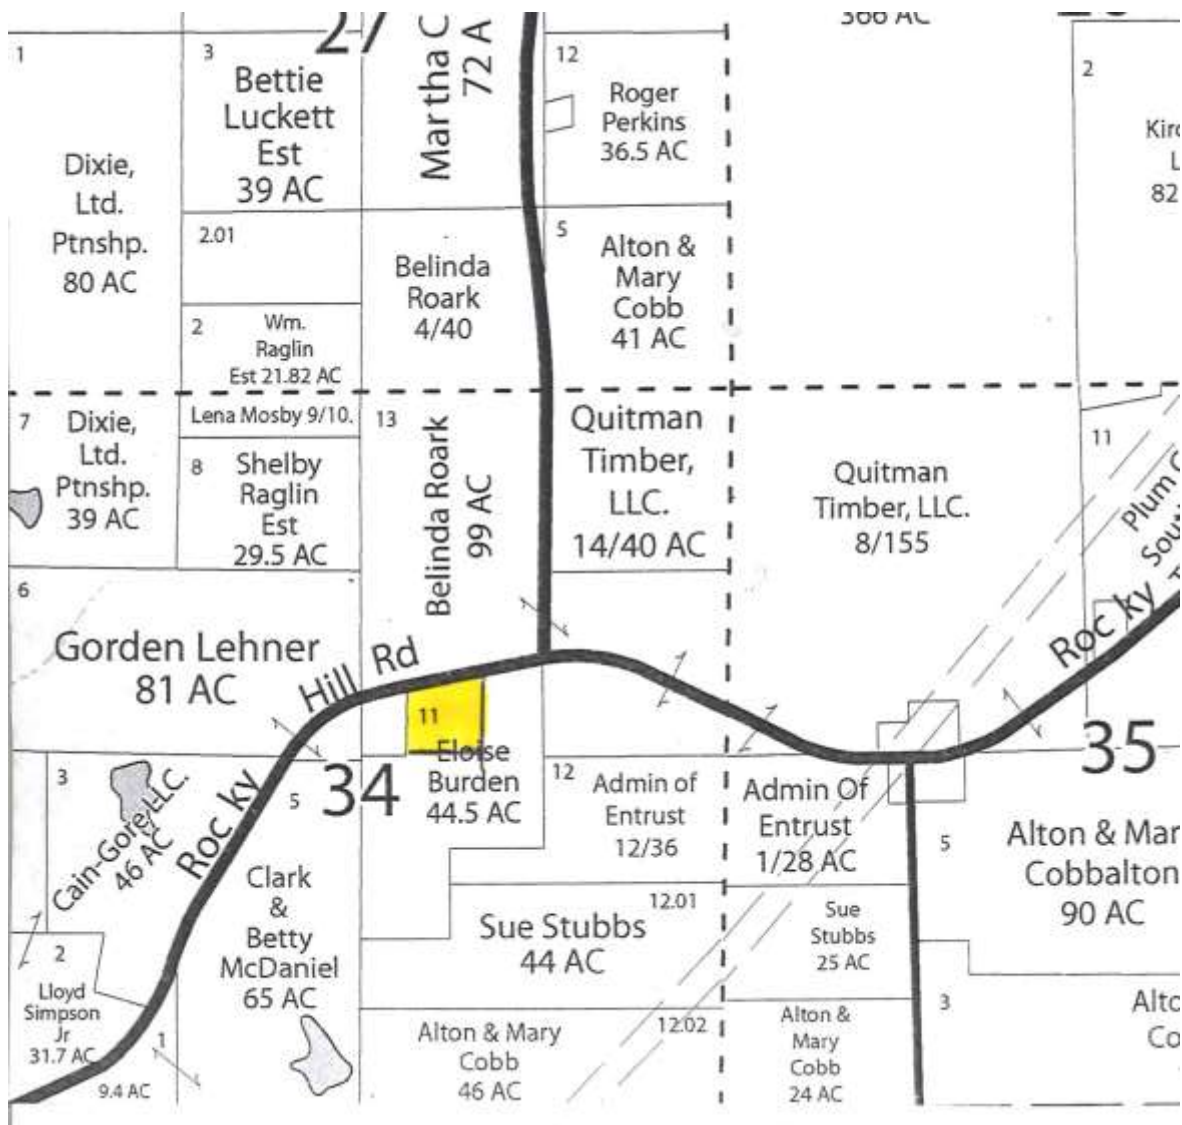 27
366 AC
1
3
Bettie
Luckett
Est
39 AC
Martha C
72 A
12
Roger
Perkins
36.5 AC
2
82
Dixie,
Ltd.
Ptnshp.
80 AC
2.01
2
Wm.
Raglin
Est 21.82 AC
Belinda
Roark
4/40
5
Alton &
Mary
Cobb
41 AC
7
Dixie,
Ltd.
Ptnshp.
39 AC
Lena Mosby 9/10.
8
Shelby
Raglin
Est
29.5 AC
13
Belinda Roark
99 AC
Quitman
Timber,
LLC.
14/40 AC
Quitman
Timber, LLC.
8/155
11
Plum C
6
Gorden Lehner
81 AC
Rocky Hill Rd
Rocky
11
Eloise
Burden
44.5 AC
34
35
3
Cain-Gore, LLC.
46 AC
5
Clark
&
Betty
McDaniel
65 AC
12
Admin of
Entrust
12/36
Admin Of
Entrust
1/28 AC
5
Alton & Mar
Cobbalton
90 AC
12.01
Sue Stubbs
44 AC
Sue
Stubbs
25 AC
2
Lloyd
Simpson
Jr
31.7 AC
1
9.4 AC
12.02
Alton & Mary
Cobb
46 AC
Alton &
Mary
Cobb
24 AC
3
Alto
Co